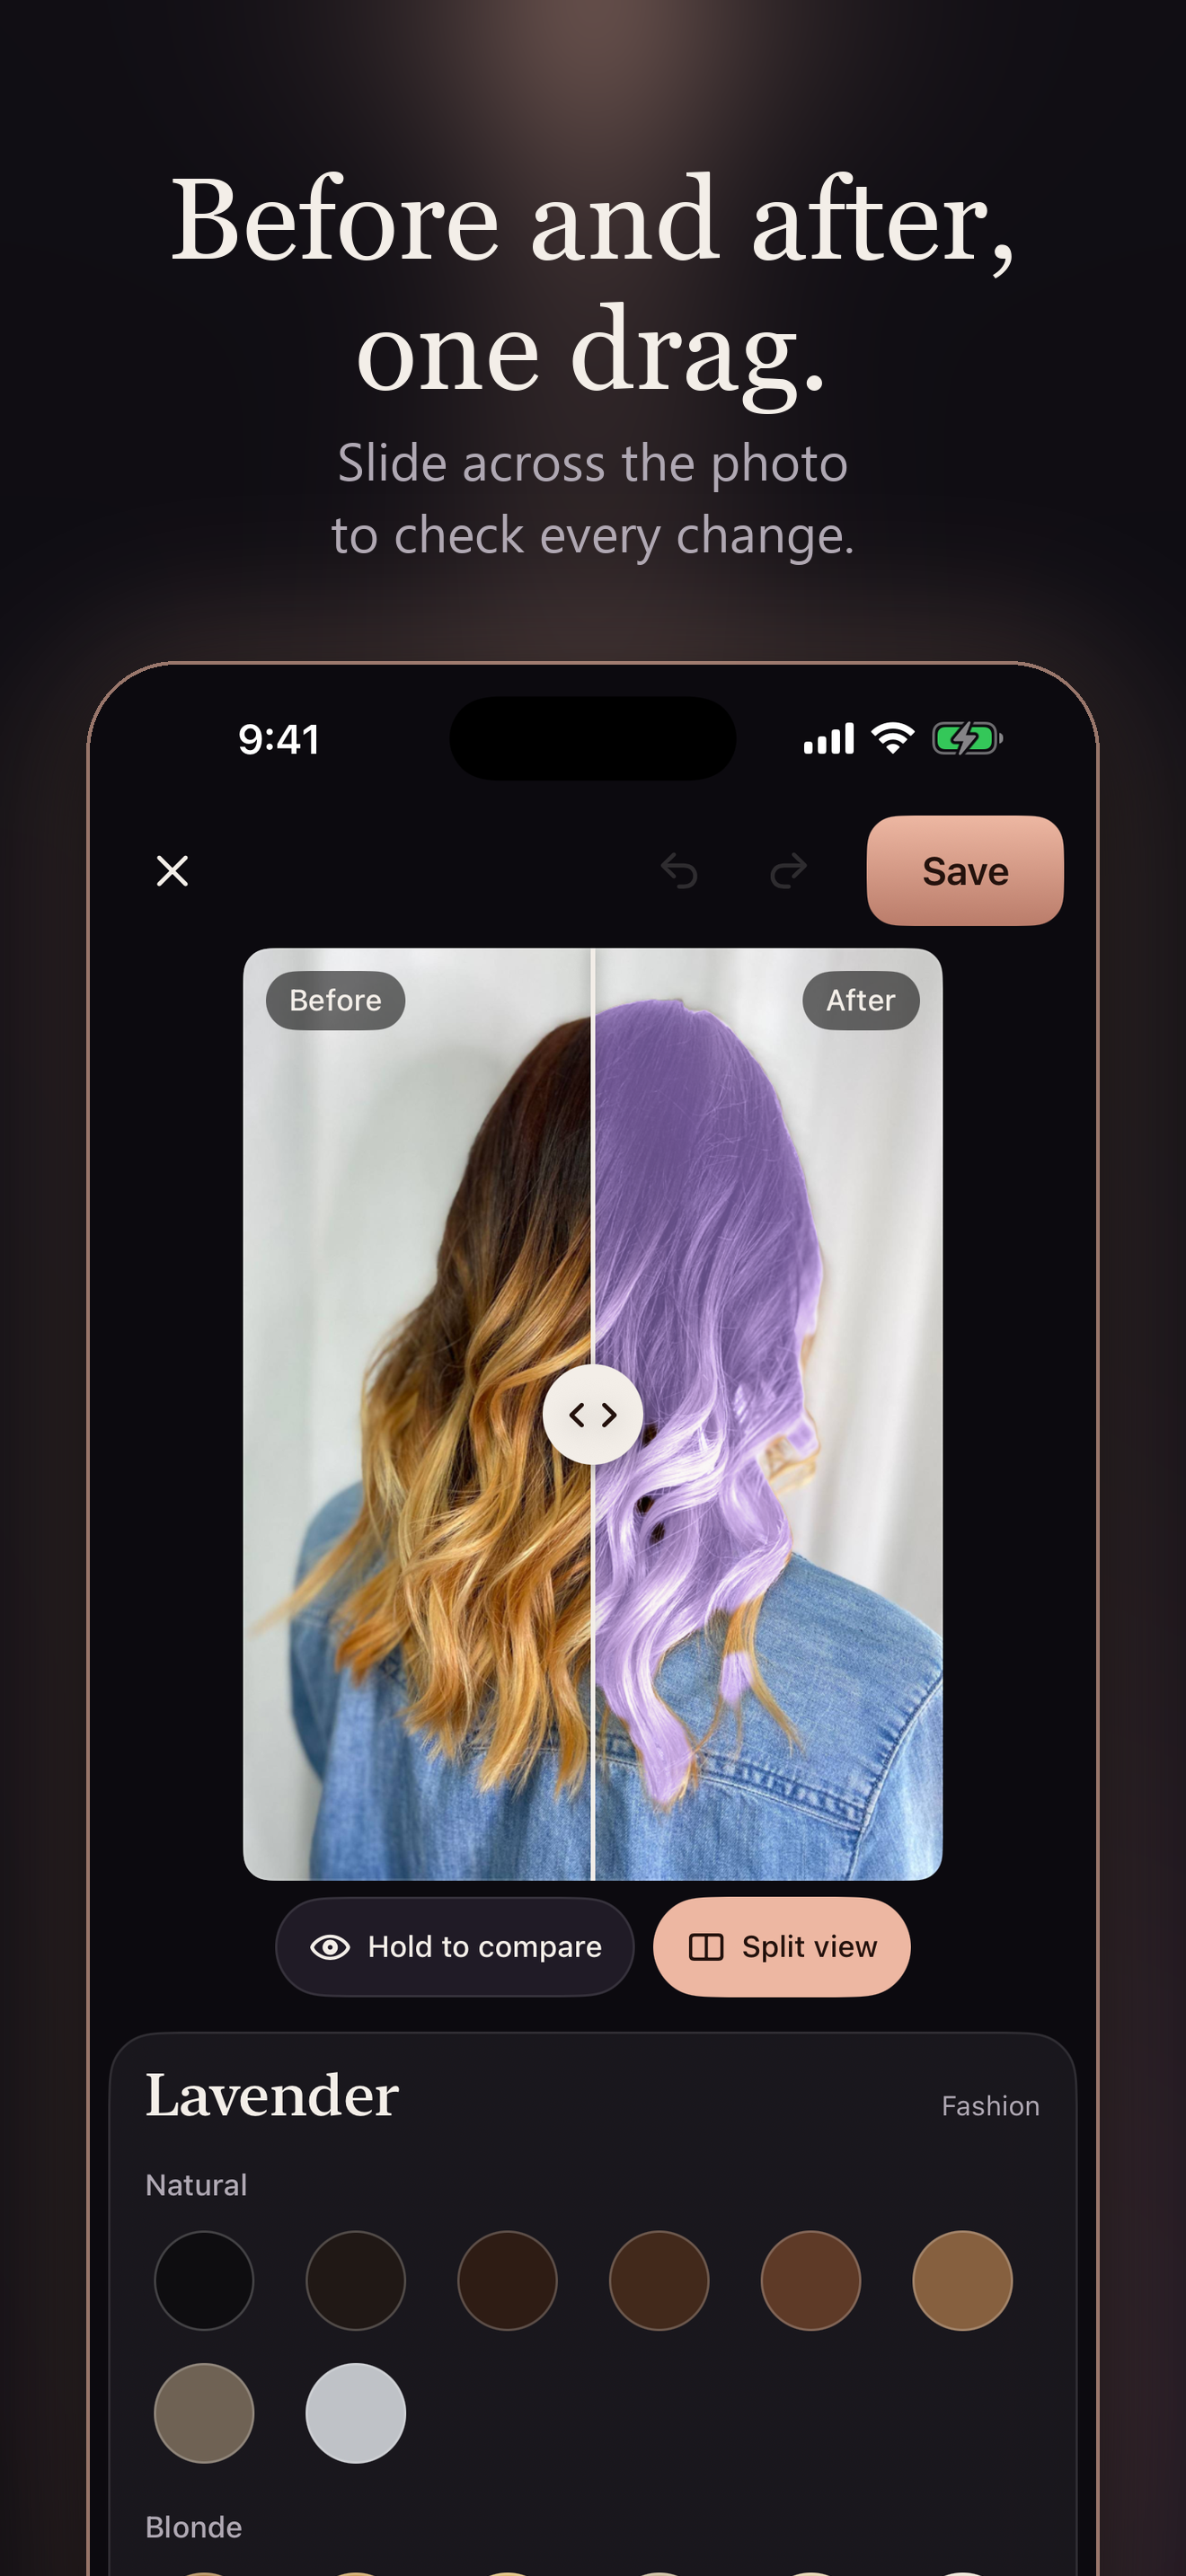 Before and after,
one drag.
Slide across the photo
to check every change.
9:41
Save
Before
After
Hold to compare
Split view
Lavender
Fashion
Natural
Blonde